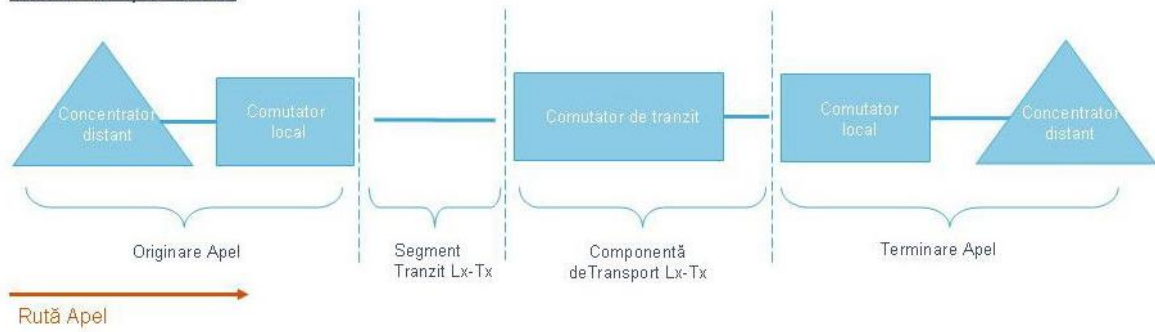 Concentrator
distant
Comutator
local
Comutator de tranzit
Comutator
local
Concentrator
distant
Originare Apel
Segment
Tranzit Lx-Tx
Componentă
deTransport Lx-Tx
Terminare Apel
Rută Apel